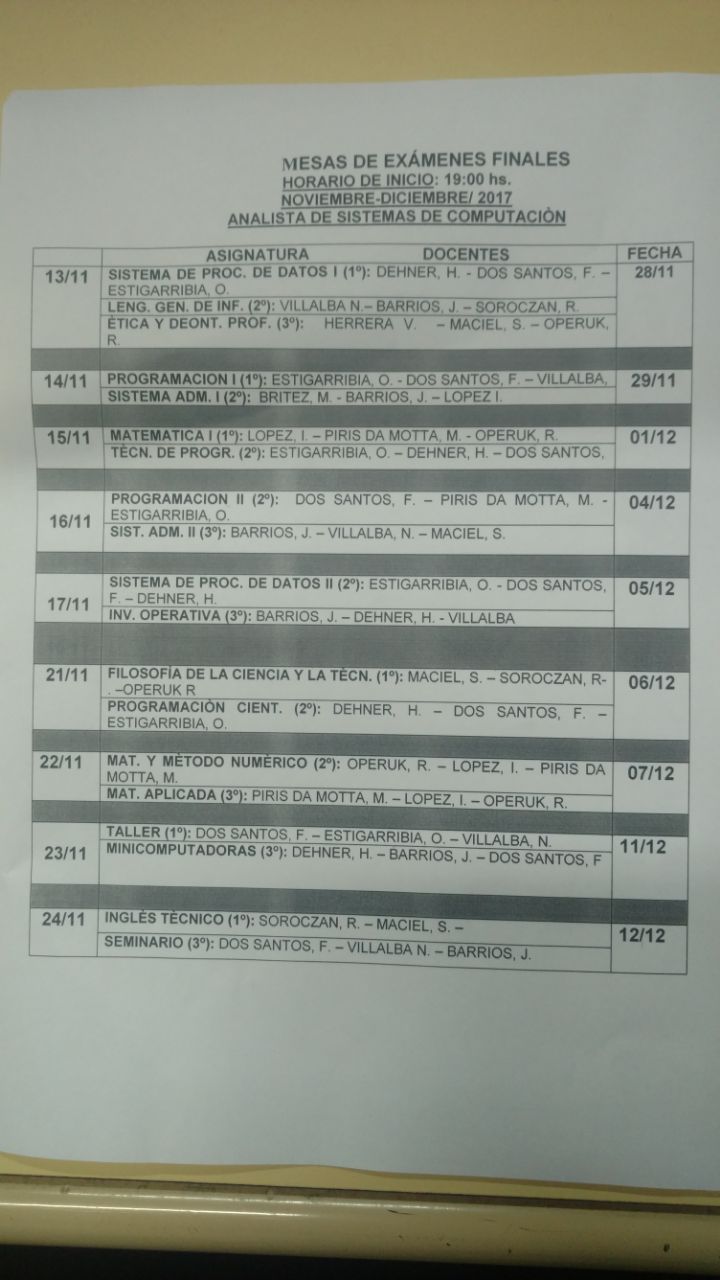 MESAS DE EXÁMENES FINALES
HORARIO DE INICIO: 19:00 hs.
NOVIEMBRE-DICIEMBRE/ 2017
ANALISTA DE SISTEMAS DE COMPUTACIÒN
ASIGNATURA DOCENTES FECHA
13/11 SISTEMA DE PROC. DE DATOS I (1º): DEHNER, H. - DOS SANTOS, F. – 28/11
ESTIGARRIBIA, O.
LENG. GEN. DE INF. (2º): VILLALBA N.– BARRIOS, J. – SOROCZAN, R.
ÈTICA Y DEONT. PROF. (3º): HERRERA V. – MACIEL, S. – OPERUK,
R.
14/11 PROGRAMACION I (1º): ESTIGARRIBIA, O. - DOS SANTOS, F. – VILLALBA, 29/11
SISTEMA ADM. I (2º): BRITEZ, M. - BARRIOS, J. – LOPEZ I.
15/11 MATEMATICA I (1º): LOPEZ, I. – PIRIS DA MOTTA, M. - OPERUK, R. 01/12
TÈCN. DE PROGR. (2º): ESTIGARRIBIA, O. – DEHNER, H. – DOS SANTOS,
16/11 PROGRAMACION II (2º): DOS SANTOS, F. – PIRIS DA MOTTA, M. - 04/12
ESTIGARRIBIA, O.
SIST. ADM. II (3º): BARRIOS, J. – VILLALBA, N. – MACIEL, S.
17/11 SISTEMA DE PROC. DE DATOS II (2º): ESTIGARRIBIA, O. - DOS SANTOS, 05/12
F. – DEHNER, H.
INV. OPERATIVA (3º): BARRIOS, J. – DEHNER, H. - VILLALBA
21/11 FILOSOFÍA DE LA CIENCIA Y LA TÈCN. (1º): MACIEL, S. – SOROCZAN, R- 06/12
. –OPERUK R
PROGRAMACIÒN CIENT. (2º): DEHNER, H. – DOS SANTOS, F. –
ESTIGARRIBIA, O.
22/11 MAT. Y MÈTODO NUMÈRICO (2º): OPERUK, R. – LOPEZ, I. – PIRIS DA 07/12
MOTTA, M.
MAT. APLICADA (3º): PIRIS DA MOTTA, M. – LOPEZ, I. – OPERUK, R.
23/11 TALLER (1º): DOS SANTOS, F. – ESTIGARRIBIA, O. – VILLALBA, N. 11/12
MINICOMPUTADORAS (3º): DEHNER, H. – BARRIOS, J. – DOS SANTOS, F
24/11 INGLÈS TÈCNICO (1º): SOROCZAN, R. – MACIEL, S. – 12/12
SEMINARIO (3º): DOS SANTOS, F. – VILLALBA N. – BARRIOS, J.